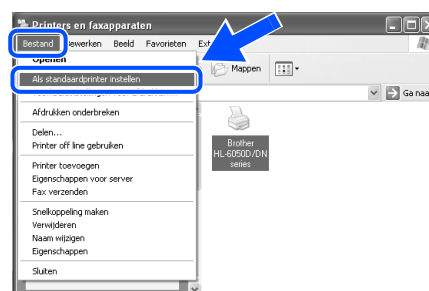 Printers en faxapparaten
Bestand Bewerken Beeld Favorieten
Openen
Mappen
Als standaardprinter instellen
Ga naa
Afdrukken onderbreken
Delen...
Printer off line gebruiken
Brother
HL-6050D/DN
series
Printer toevoegen
Eigenschappen voor server
Fax verzenden
Snelkoppeling maken
Verwijderen
Naam wijzigen
Eigenschappen
Sluiten